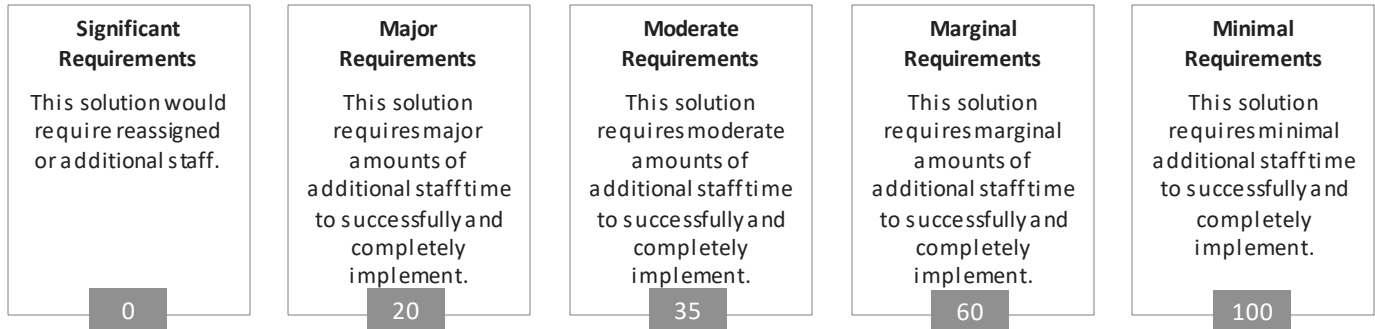 Significant
Requirements
This solution would
require reassigned
or additional staff.
0
Major
Requirements
This solution
requires major
amounts of
additional staff time
to successfully and
completely
implement.
20
Moderate
Requirements
This solution
requires moderate
amounts of
additional staff time
to successfully and
completely
implement.
35
Marginal
Requirements
This solution
requires marginal
amounts of
additional staff time
to successfully and
completely
implement.
60
Minimal
Requirements
This solution
requires minimal
additional staff time
to successfully and
completely
implement.
100